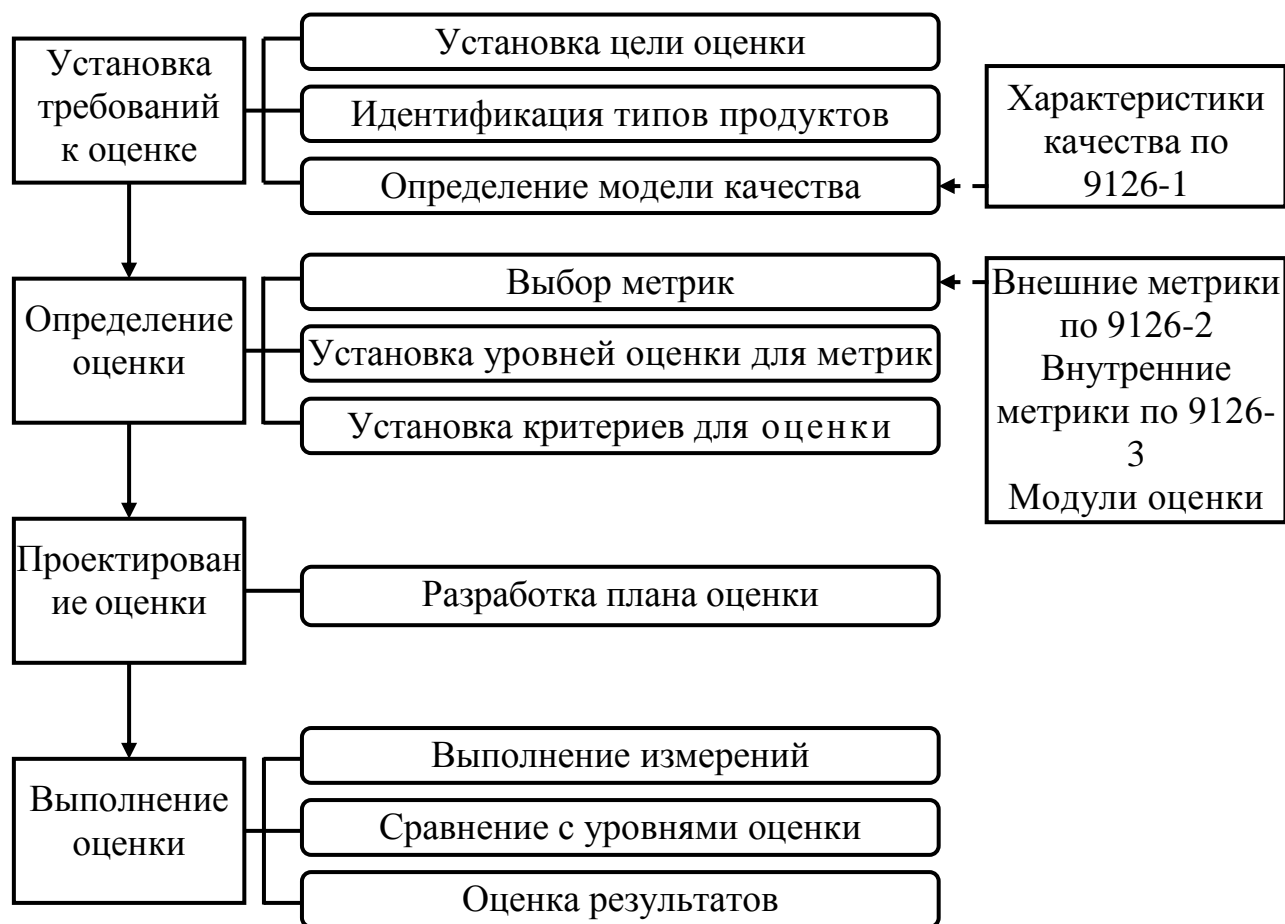 Установка
требований
к оценке
Установка цели оценки
Идентификация типов продуктов
Определение модели качества
Характеристики
качества по
9126-1
Определение
оценки
Выбор метрик
Установка уровней оценки для метрик
Установка критериев для оценки
Внешние метрики
по 9126-2
Внутренние
метрики по 9126-
3
Модули оценки
Проектирован
ие оценки
Разработка плана оценки
Выполнение
оценки
Выполнение измерений
Сравнение с уровнями оценки
Оценка результатов